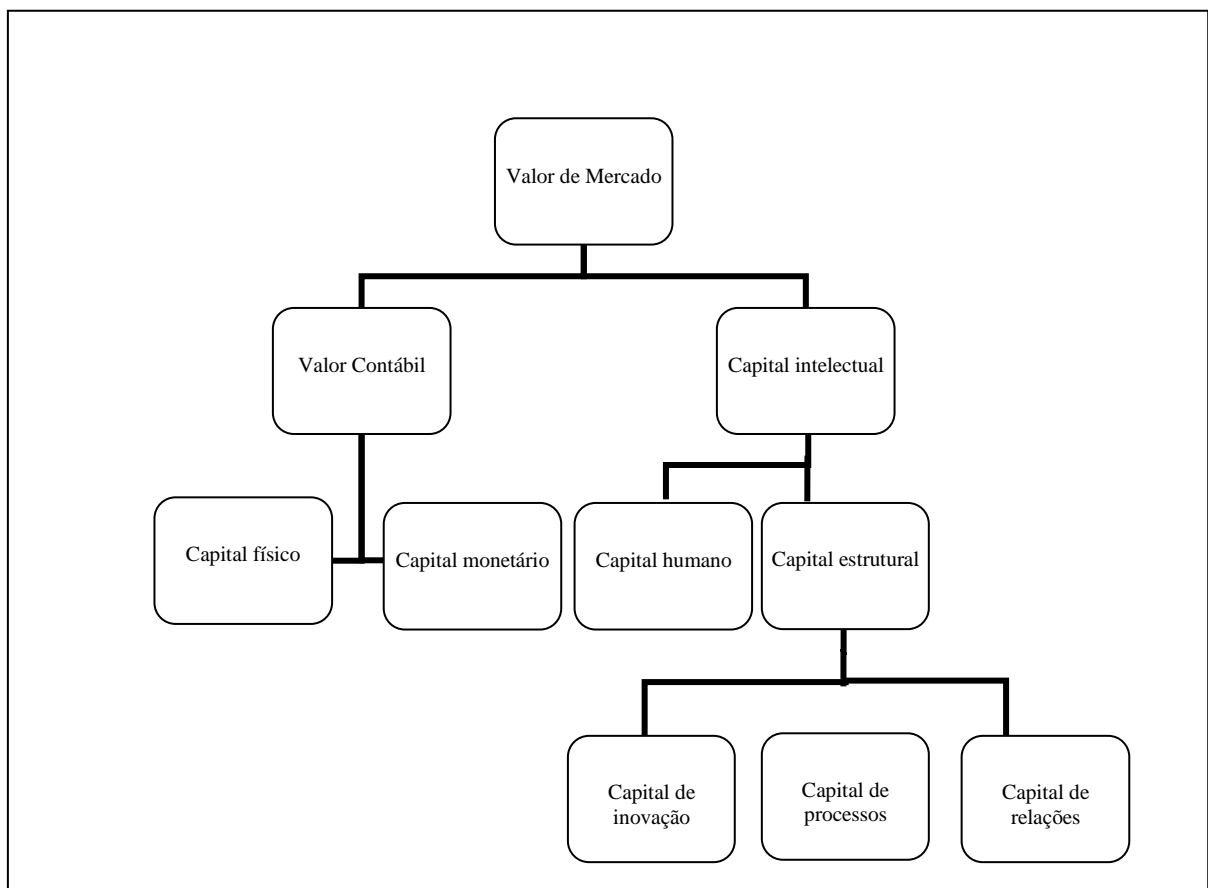 Valor de Mercado
Valor Contábil
Capital intelectual
Capital físico
Capital monetário
Capital humano
Capital estrutural
Capital de
inovação
Capital de
processos
Capital de
relações